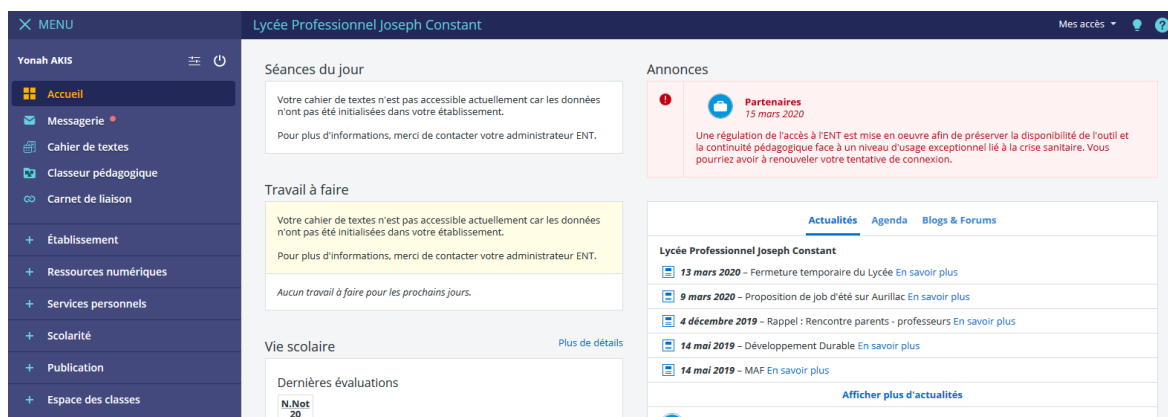 MENU
Lycée Professionnel Joseph Constant
Mes accès
?
Yonah AKIS
Accueil
Messagerie
Cahier de textes
Classeur pédagogique
Carnet de liaison
+ Établissement
+ Ressources numériques
+ Services personnels
+ Scolarité
+ Publication
+ Espace des classes
Séances du jour
Votre cahier de textes n'est pas accessible actuellement car les données
n'ont pas été initialisées dans votre établissement.
Pour plus d'informations, merci de contacter votre administrateur ENT.
Travail à faire
Votre cahier de textes n'est pas accessible actuellement car les données
n'ont pas été initialisées dans votre établissement.
Pour plus d'informations, merci de contacter votre administrateur ENT.
Aucun travail à faire pour les prochains jours.
Vie scolaire
Plus de détails
Dernières évaluations
N.Not
20
Annonces
Partenaires
15 mars 2020
Une régulation de l'accès à l'ENT est mise en oeuvre afin de préserver la disponibilité de l'outil et
la continuité pédagogique face à un niveau d'usage exceptionnel lié à la crise sanitaire. Vous
pourriez avoir à renouveler votre tentative de connexion.
Actualités Agenda Blogs & Forums
Lycée Professionnel Joseph Constant
13 mars 2020 – Fermeture temporaire du Lycée En savoir plus
9 mars 2020 – Proposition de job d'été sur Aurillac En savoir plus
4 décembre 2019 – Rappel : Rencontre parents - professeurs En savoir plus
14 mai 2019 – Développement Durable En savoir plus
14 mai 2019 – MAF En savoir plus
Afficher plus d'actualités